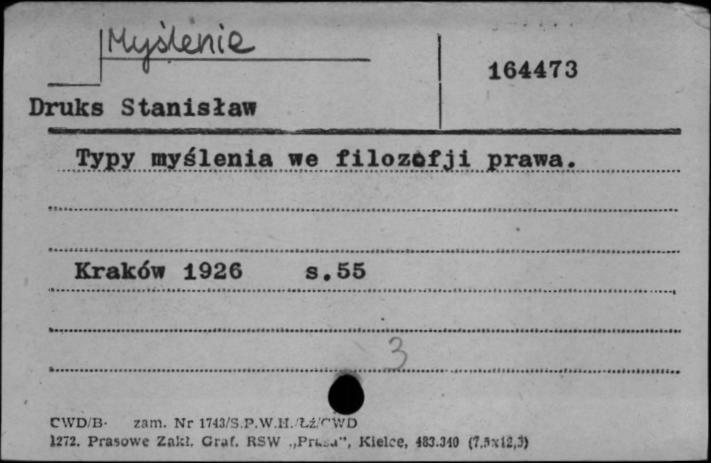 Myślenie
164473
Druks Stanisław
Typy myślenia we filozofji prawa.
Kraków 1926 s.55
3
CWD/B- zam. Nr 1743/S.P.W.H./Łź/CWD
1272. Prasowe Zakł. Graf. RSW „Prasa", Kielce, 483.340 (7,5x12,5)